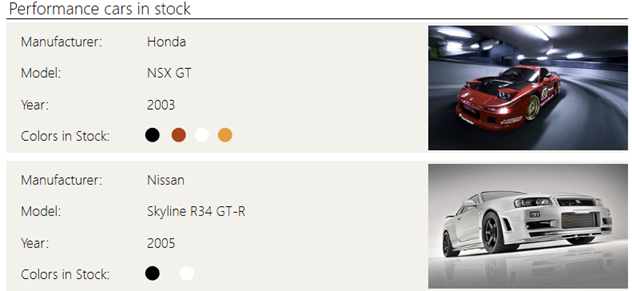 Performance cars in stock
Manufacturer: Honda
Model: NSX GT
Year: 2003
Colors in Stock:
Manufacturer: Nissan
Model: Skyline R34 GT-R
Year: 2005
Colors in Stock: